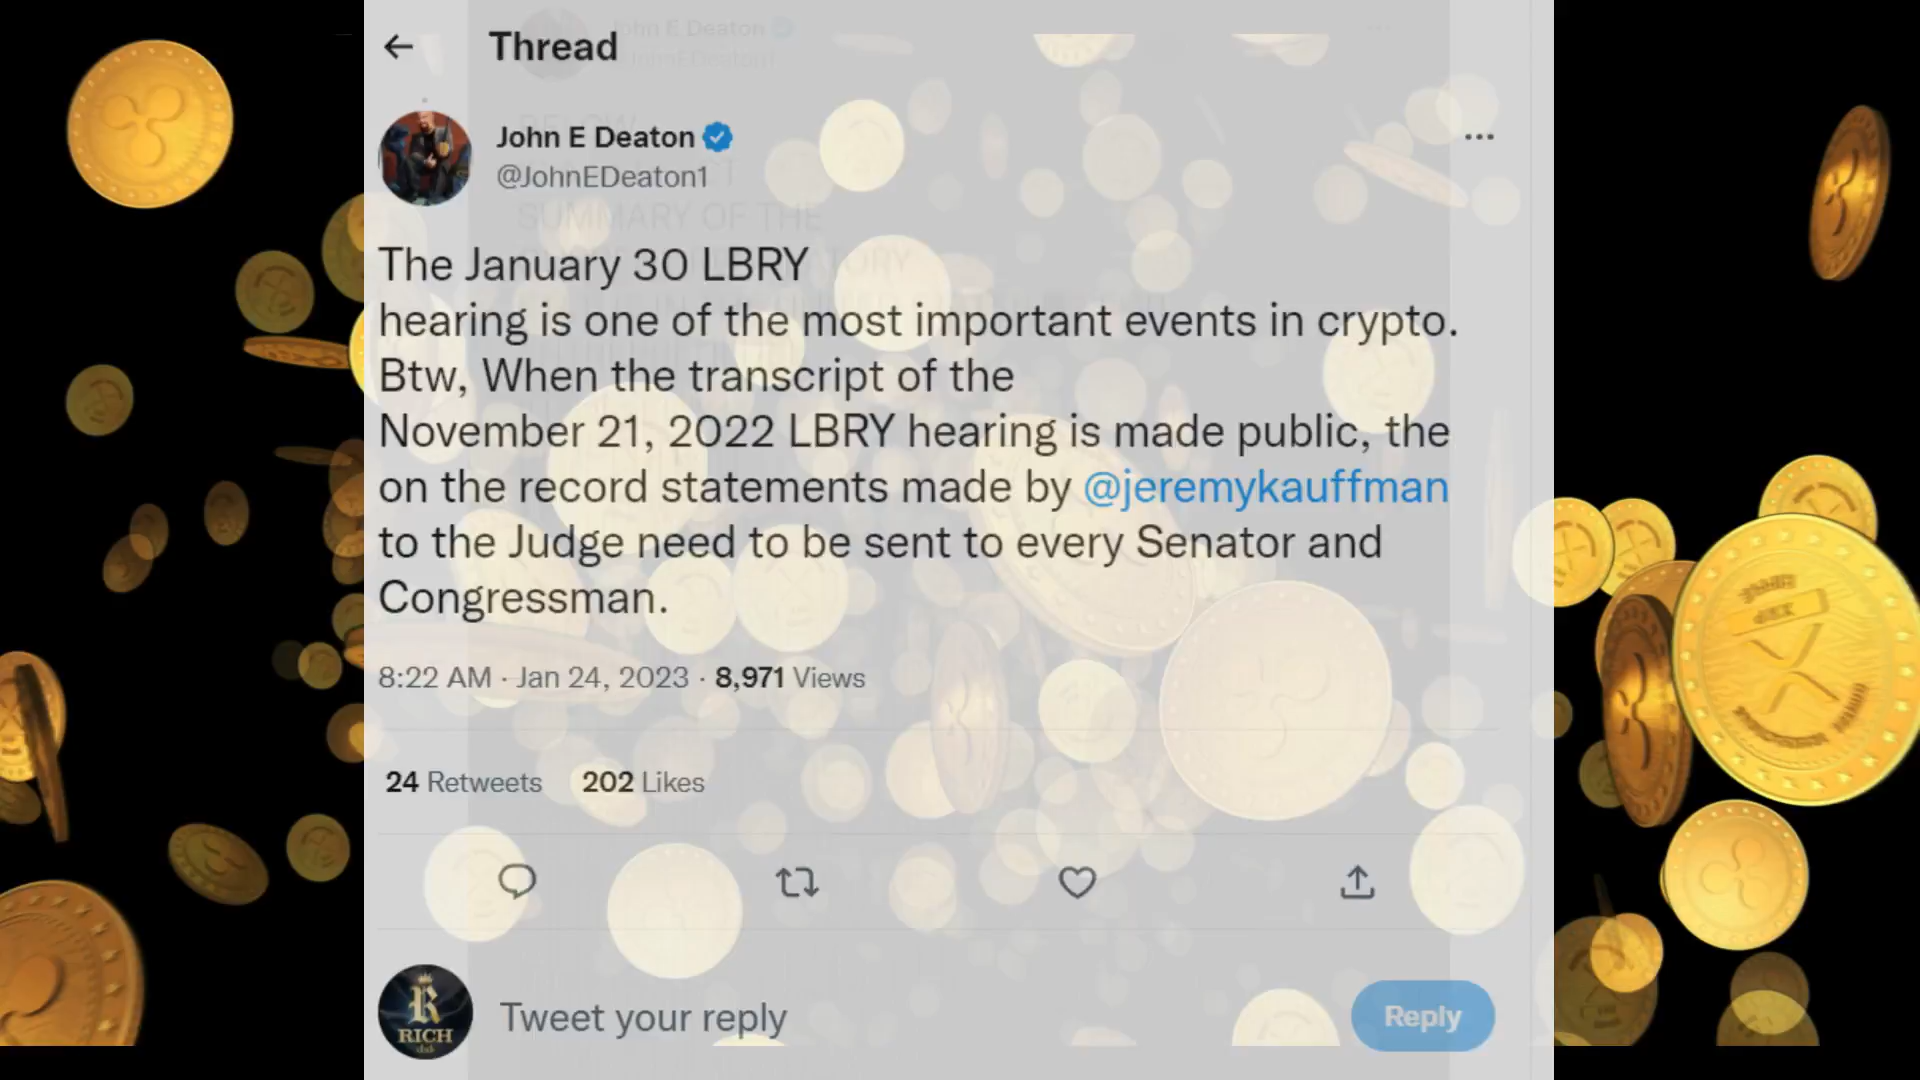 Thread
John E Deaton
@JohnEDeaton1
SUMMARY OF THE
The January 30 LBRY
hearing is one of the most important events in crypto.
Btw, When the transcript of the
November 21, 2022 LBRY hearing is made public, the
on the record statements made by @jeremykauffman
to the Judge need to be sent to every Senator and
Congressman.
8:22 AM · Jan 24, 2023 · 8,971 Views
24 Retweets 202 Likes
R
RICH
Tweet your reply
Reply